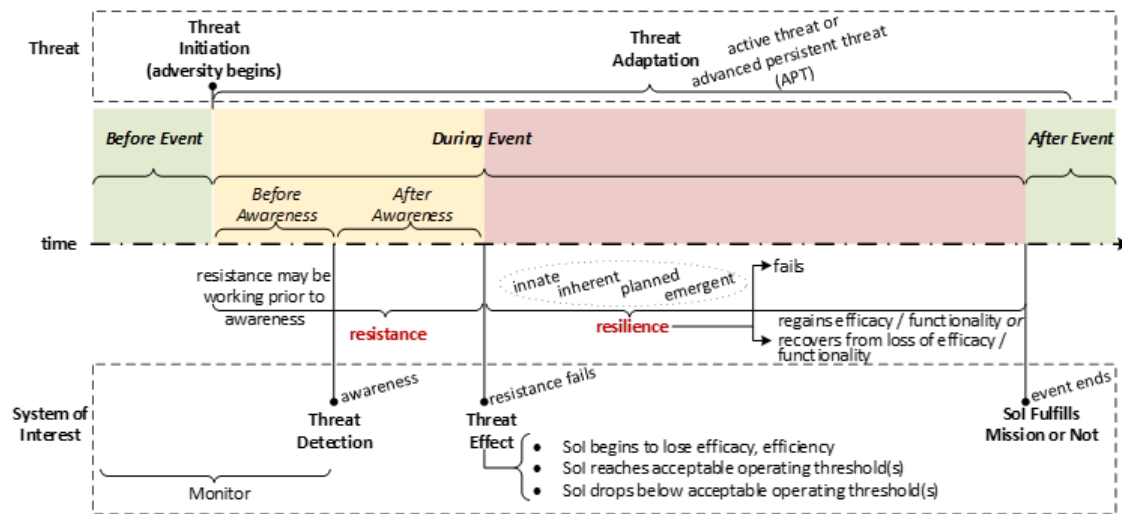 Threat
Threat
Initiation
(adversity begins)
Threat
Adaptation
active threat or
advanced persistent threat
(APT)
Before Event
During Event
After Event
Before
Awareness
After
Awareness
time
resistance may be
working prior to
awareness
resistance
innate
inherent
planned
emergent
resilience
fails
regains efficacy / functionality or
recovers from loss of efficacy /
functionality
System of
Interest
awareness
Threat
Detection
resistance fails
Threat
Effect
• SoI begins to lose efficacy, efficiency
• SoI reaches acceptable operating threshold(s)
• SoI drops below acceptable operating threshold(s)
event ends
SoI Fulfills
Mission or Not
Monitor